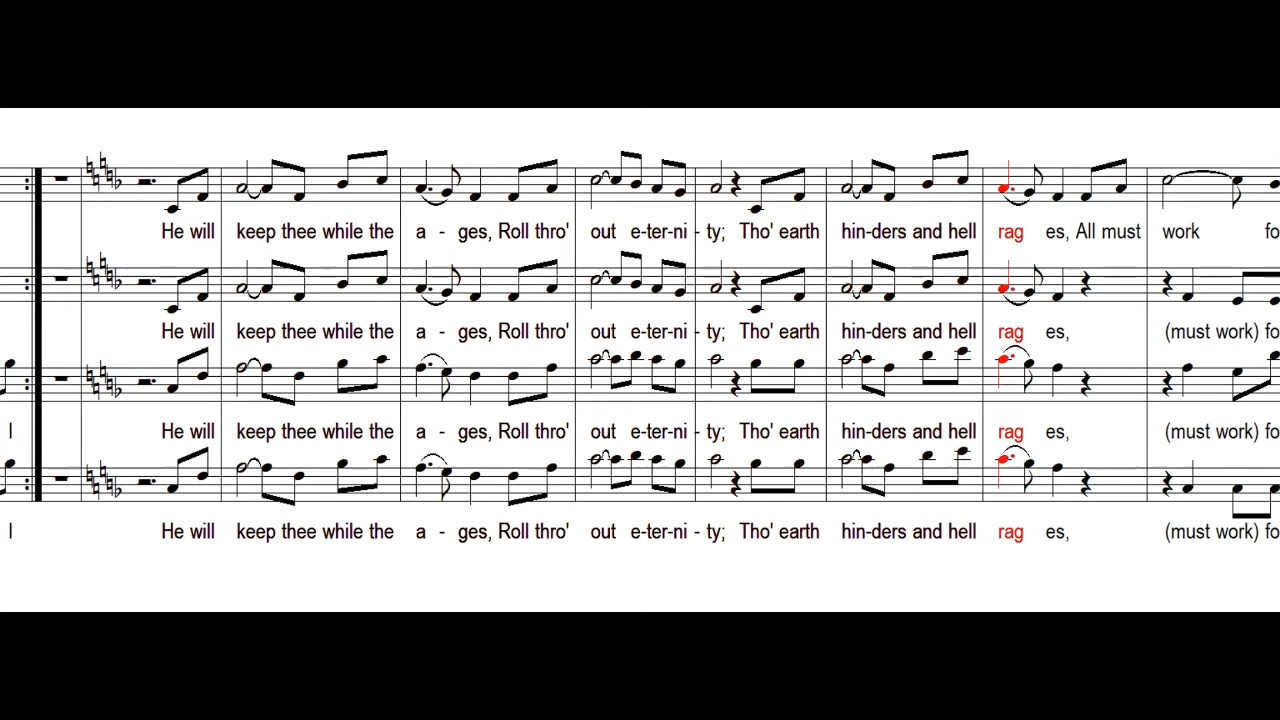 He will keep thee while the a - ges, Roll thro' out e-ter-ni - ty; Tho' earth hin-ders and hell rag es, All must work fo
He will keep thee while the a - ges, Roll thro' out e-ter-ni - ty; Tho' earth hin-ders and hell rag es, (must work) fo
I He will keep thee while the a - ges, Roll thro' out e-ter-ni - ty; Tho' earth hin-ders and hell rag es, (must work) fo
I He will keep thee while the a - ges, Roll thro' out e-ter-ni - ty; Tho' earth hin-ders and hell rag es, (must work) fo